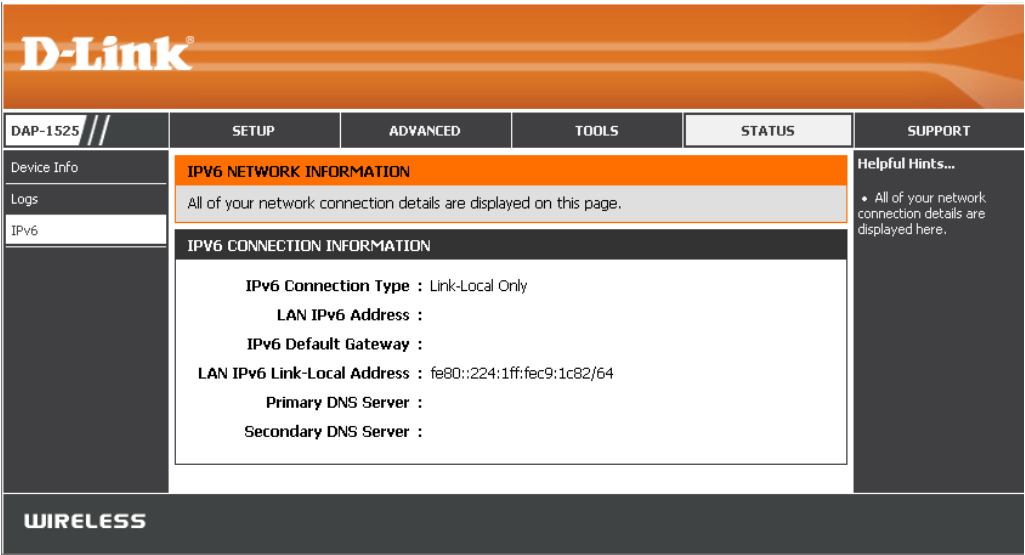 D-Link®
DAP-1525
SETUP
ADVANCED
TOOLS
STATUS
SUPPORT
Device Info
Logs
IPv6
IPV6 NETWORK INFORMATION
All of your network connection details are displayed on this page.
IPV6 CONNECTION INFORMATION
IPv6 Connection Type : Link-Local Only
LAN IPv6 Address :
IPv6 Default Gateway :
LAN IPv6 Link-Local Address : fe80::224:1ff:fec9:1c82/64
Primary DNS Server :
Secondary DNS Server :
Helpful Hints...
• All of your network
connection details are
displayed here.
WIRELESS